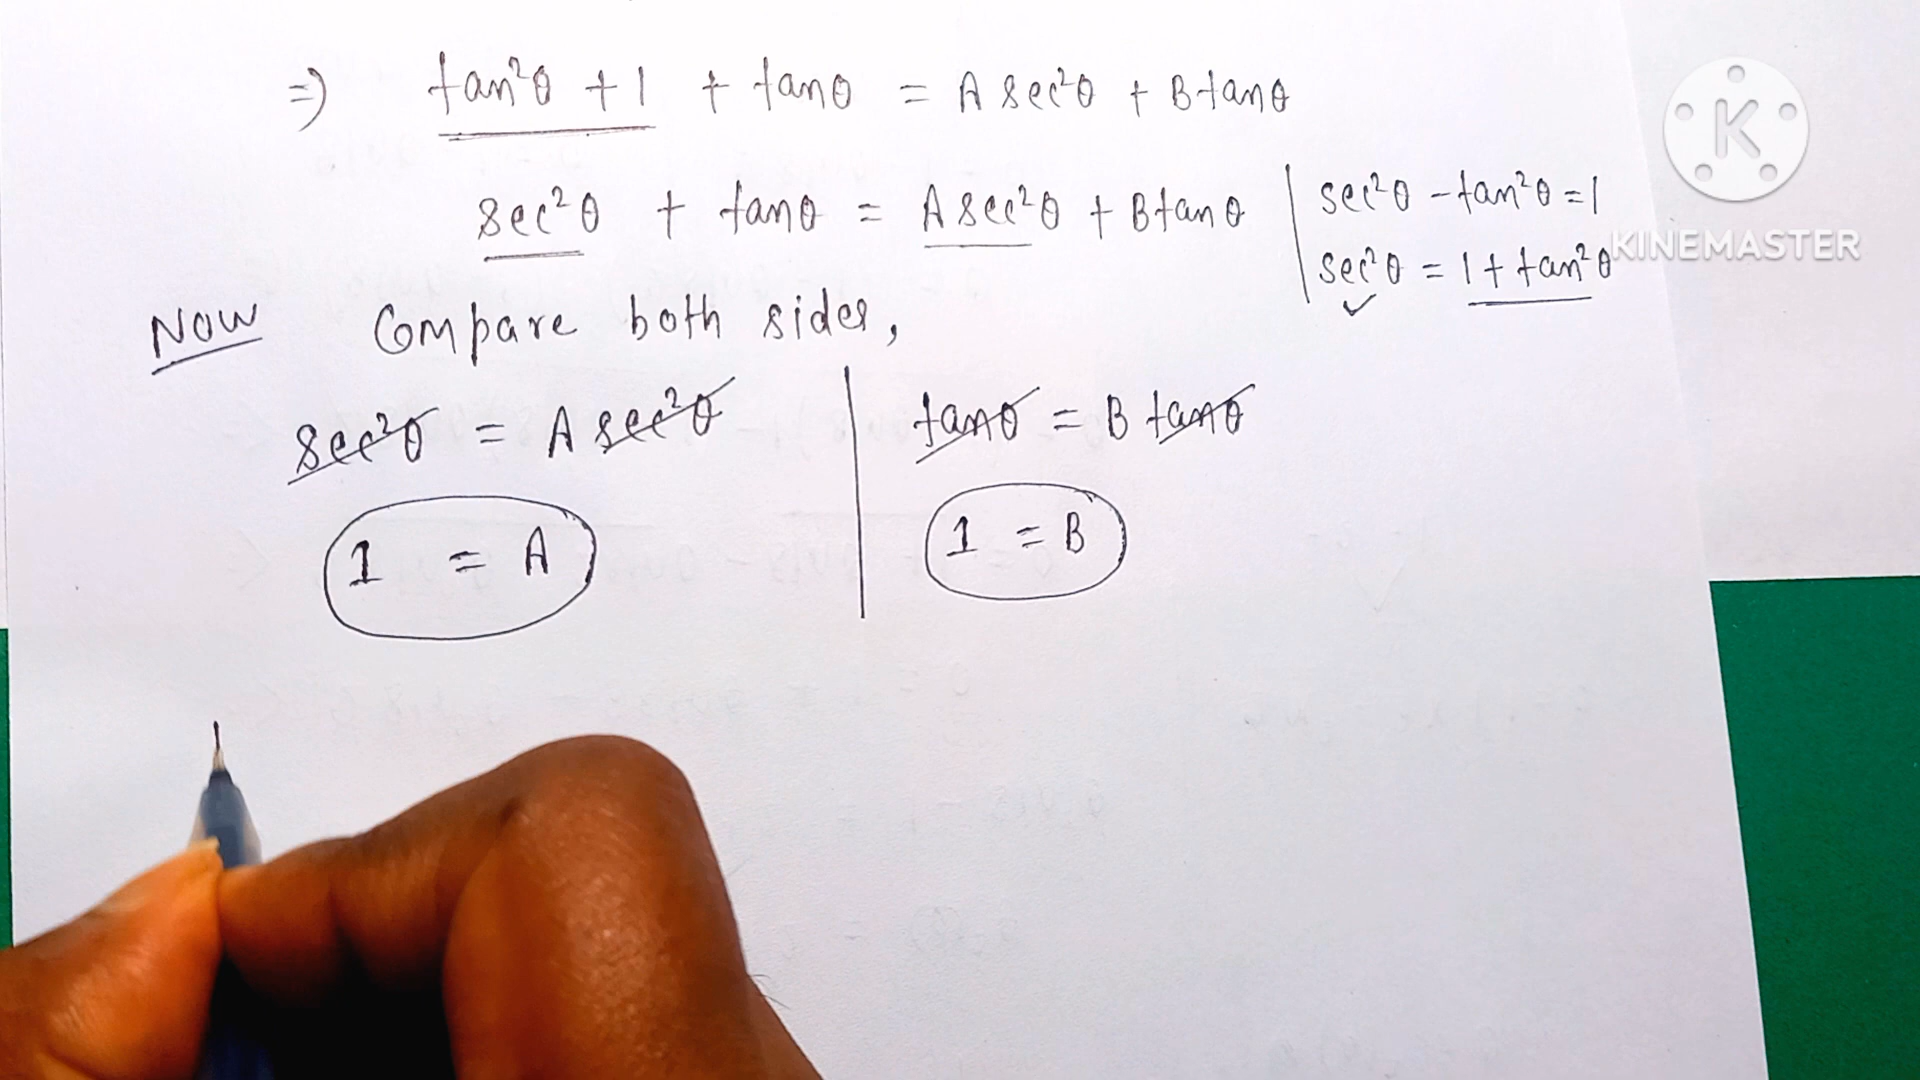 ⇒ tan²θ + 1 + tanθ = A sec²θ + B tanθ
sec²θ + tanθ = A sec²θ + B tanθ
sec²θ - tan²θ = 1
sec²θ = 1 + tan²θ
K
KINEMASTER
Now Compare both sides,
sec²θ = A sec²θ
1 = A
tanθ = B tanθ
1 = B